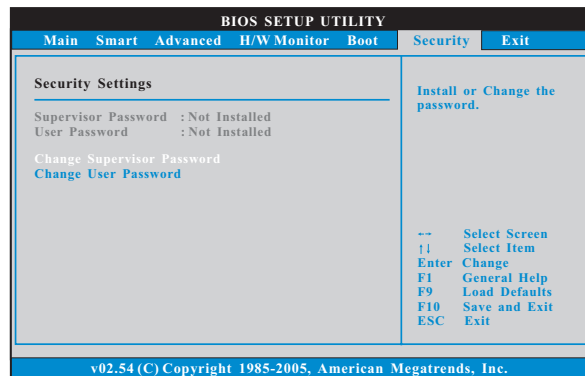 BIOS SETUP UTILITY
Main Smart Advanced H/W Monitor Boot Security Exit
Security Settings
Supervisor Password : Not Installed
User Password : Not Installed
Change Supervisor Password
Change User Password
Install or Change the
password.
←→ Select Screen
↑↓ Select Item
Enter Change
F1 General Help
F9 Load Defaults
F10 Save and Exit
ESC Exit
v02.54 (C) Copyright 1985-2005, American Megatrends, Inc.